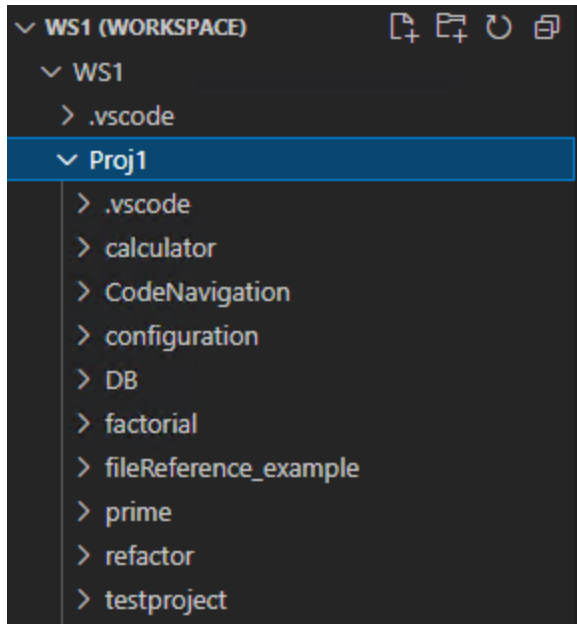 WS1 (WORKSPACE)
WS1
.vscode
Proj1
.vscode
calculator
CodeNavigation
configuration
DB
factorial
fileReference_example
prime
refactor
testproject